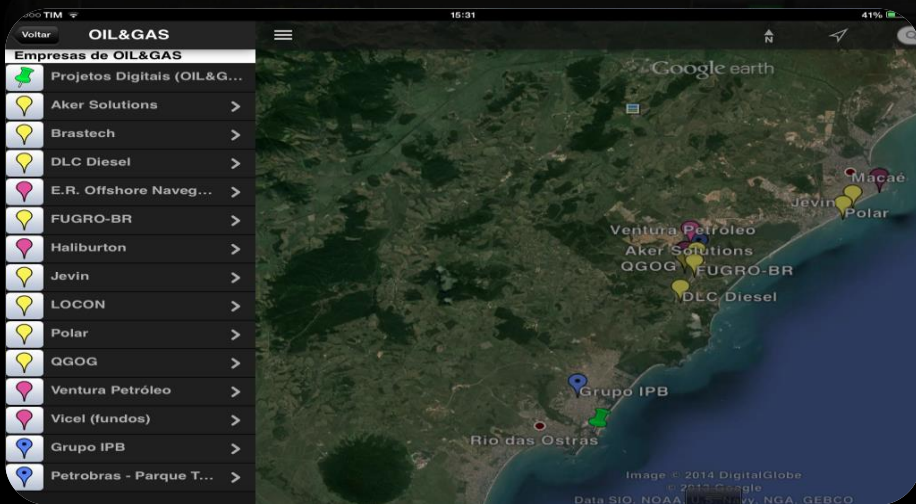 TIM
15:31
41%
Voltar
OIL&GAS
Empresas de OIL&GAS
Projetos Digitais (OIL&G...
Aker Solutions
Brastech
DLC Diesel
E.R. Offshore Naveg...
FUGRO-BR
Haliburton
Jevin
LOCON
Polar
QGOG
Ventura Petróleo
Vicel (fundos)
Grupo IPB
Petrobras - Parque T...
N
Google earth
Macaé
Jevin
Polar
Ventura Petróleo
Aker Solutions
QGOG
FUGRO-BR
DLC Diesel
Grupo IPB
Rio das Ostras
Image © 2014 DigitalGlobe
© 2013 Google
Data SIO, NOAA, U.S. Navy, NGA, GEBCO